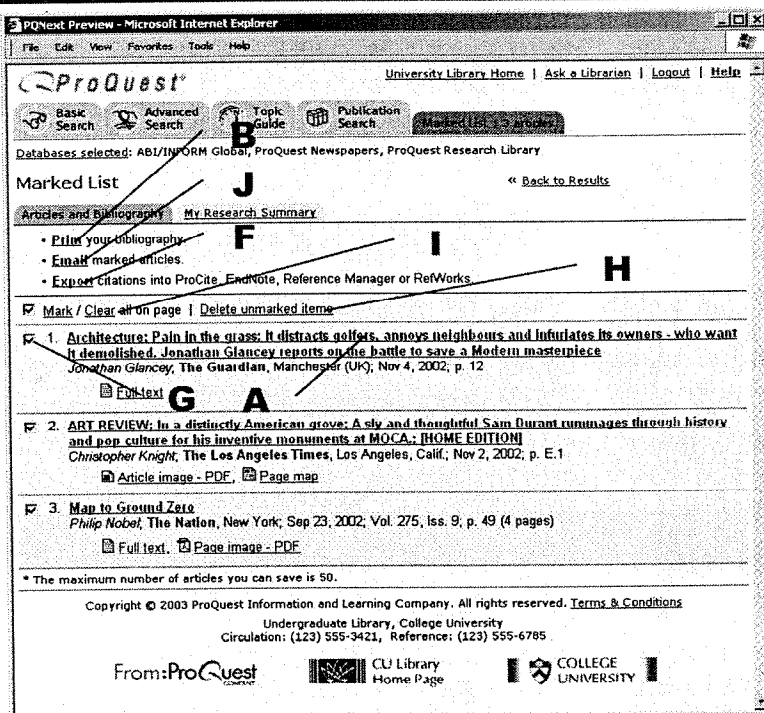 PQNext Preview - Microsoft Internet Explorer
File Edit View Favorites Tools Help
ProQuest®
University Library Home | Ask a Librarian | Logout | Help
Basic Search Advanced Search Topic Guide Publication Search Marked List : 3 articles
B
Databases selected: ABI/INFORM Global, ProQuest Newspapers, ProQuest Research Library
Marked List
« Back to Results
J
Articles and Bibliography My Research Summary
• Print your bibliography.
F
I
• Email marked articles.
H
• Export citations into ProCite, EndNote, Reference Manager or RefWorks.
Mark / Clear all on page | Delete unmarked items
1. Architecture: Pain in the grass: It distracts golfers, annoys neighbours and infuriates its owners - who want
it demolished. Jonathan Glancey reports on the battle to save a Modern masterpiece
Jonathan Glancey, The Guardian, Manchester (UK); Nov 4, 2002; p. 12
Full text
G A
2. ART REVIEW; In a distinctly American grove; A sly and thoughtful Sam Durant rummages through history
and pop culture for his inventive monuments at MOCA.; [HOME EDITION]
Christopher Knight; The Los Angeles Times, Los Angeles, Calif.; Nov 2, 2002; p. E.1
Article image - PDF, Page map
3. Map to Ground Zero
Philip Nobel; The Nation, New York; Sep 23, 2002; Vol. 275, Iss. 9; p. 49 (4 pages)
Full text, Page image - PDF
* The maximum number of articles you can save is 50.
Copyright © 2003 ProQuest Information and Learning Company. All rights reserved. Terms & Conditions
Undergraduate Library, College University
Circulation: (123) 555-3421, Reference: (123) 555-6785
From:ProQuest COMPANY
CU Library
Home Page
COLLEGE
UNIVERSITY